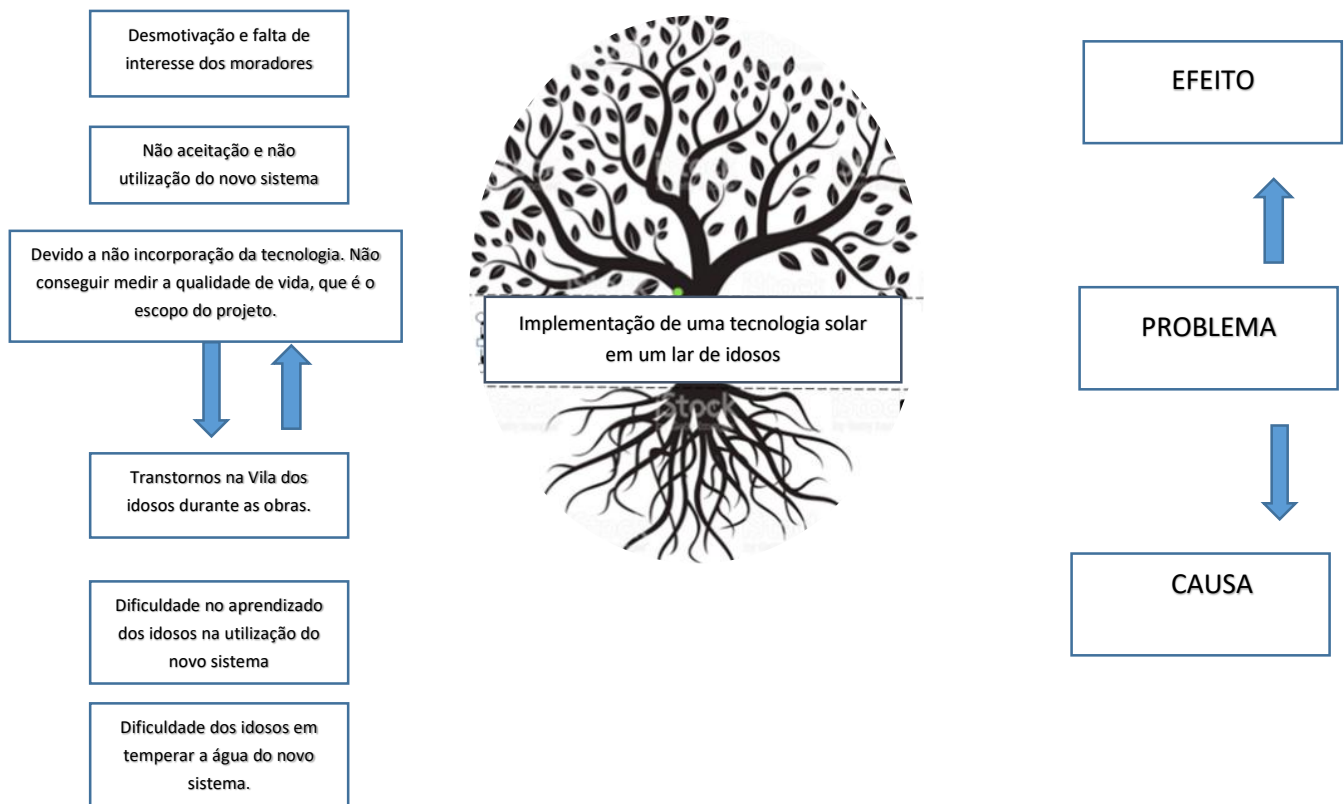 Desmotivação e falta de
interesse dos moradores
Não aceitação e não
utilização do novo sistema
Devido a não incorporação da tecnologia. Não
conseguir medir a qualidade de vida, que é o
escopo do projeto.
Transtornos na Vila dos
idosos durante as obras.
Dificuldade no aprendizado
dos idosos na utilização do
novo sistema
Dificuldade dos idosos em
temperar a água do novo
sistema.
Implementação de uma tecnologia solar
em um lar de idosos
iStock
EFEITO
PROBLEMA
CAUSA